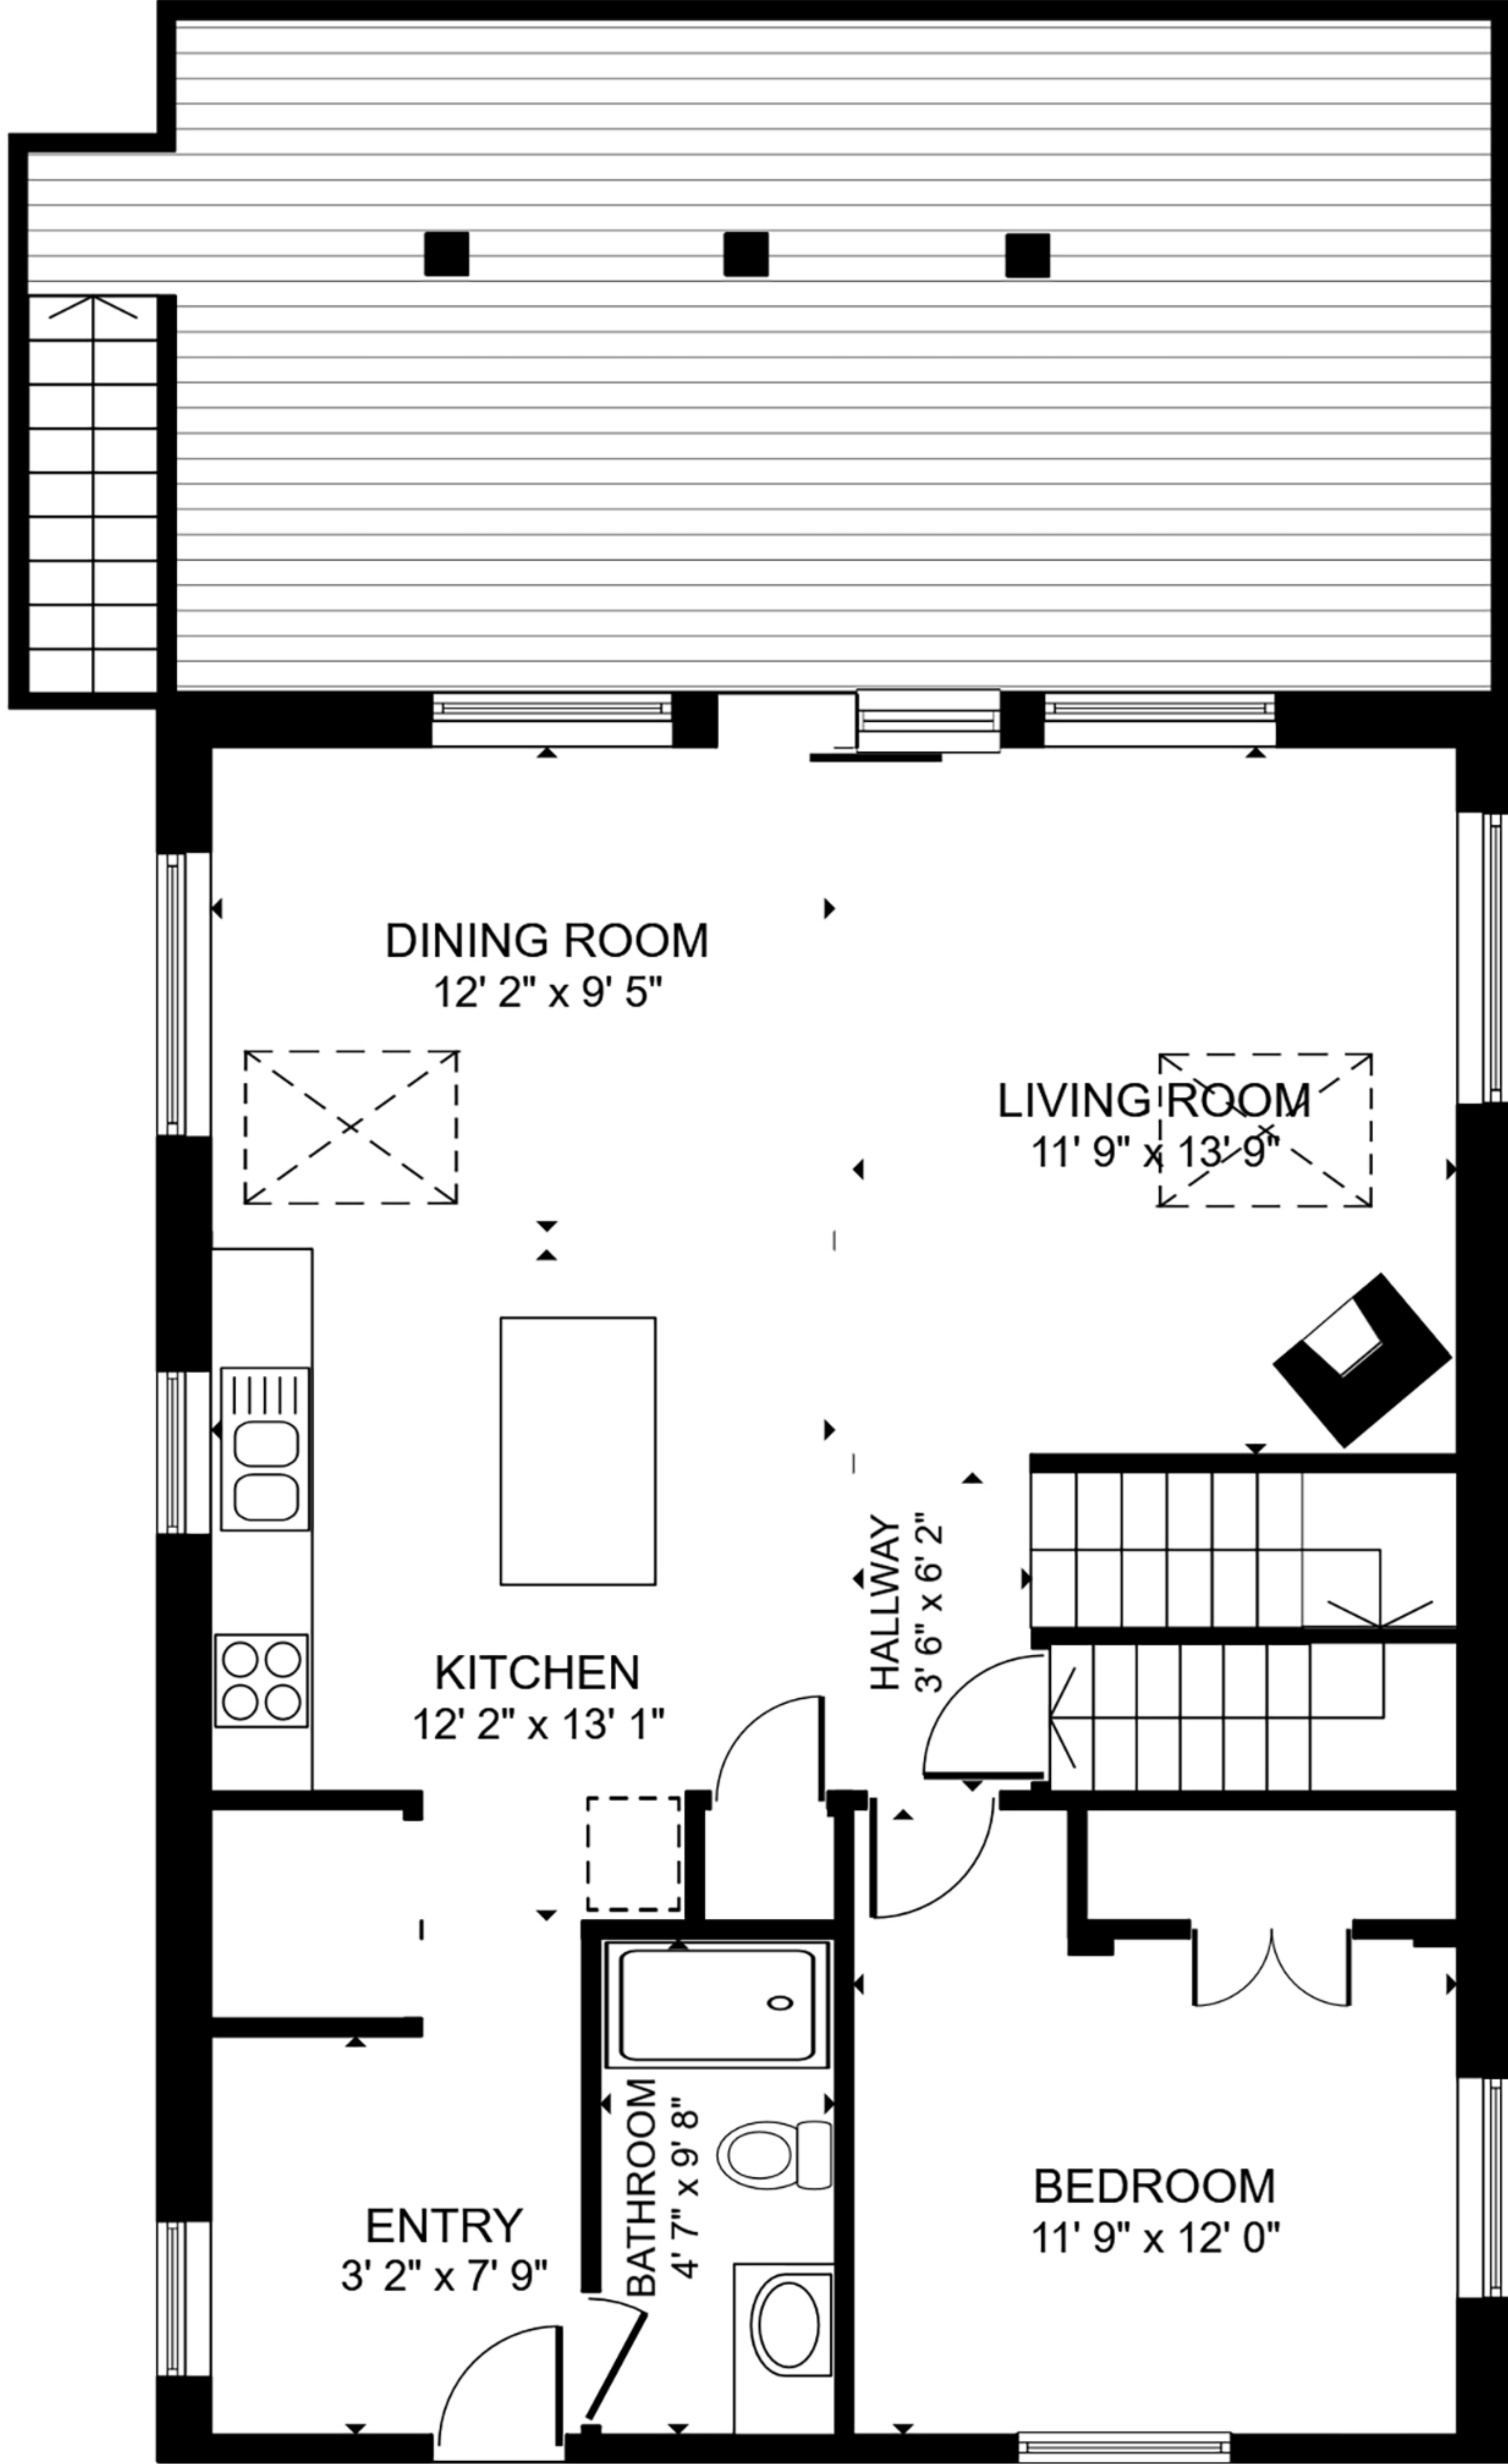 DINING ROOM
12' 2" x 9' 5"
LIVING ROOM
11' 9" x 13' 9"
HALLWAY
3' 6" x 6' 2"
KITCHEN
12' 2" x 13' 1"
BATHROOM
4' 7" x 9' 8"
ENTRY
3' 2" x 7' 9"
BEDROOM
11' 9" x 12' 0"